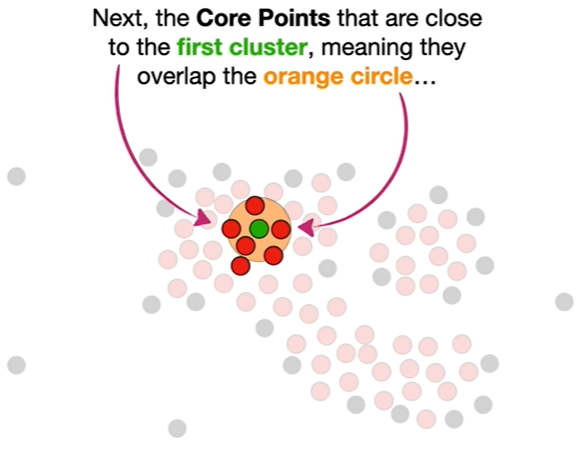 Next, the Core Points that are close
to the first cluster, meaning they
overlap the orange circle…